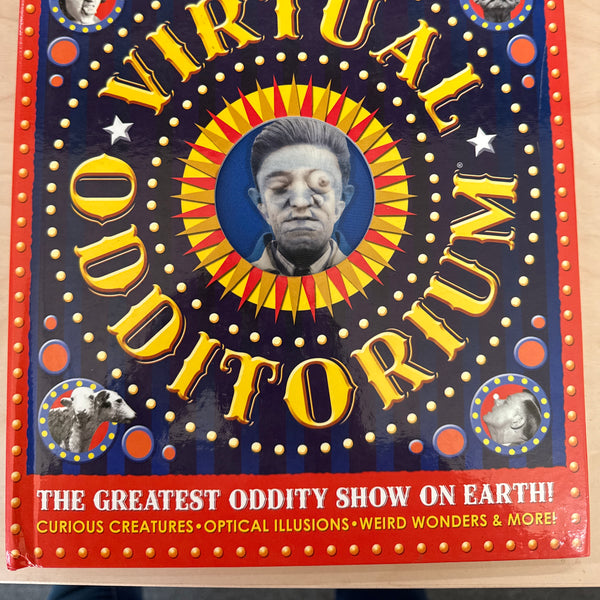 VIRTUAL
ODDITORIUM®
THE GREATEST ODDITY SHOW ON EARTH!
CURIOUS CREATURES•OPTICAL ILLUSIONS•WEIRD WONDERS & MORE!